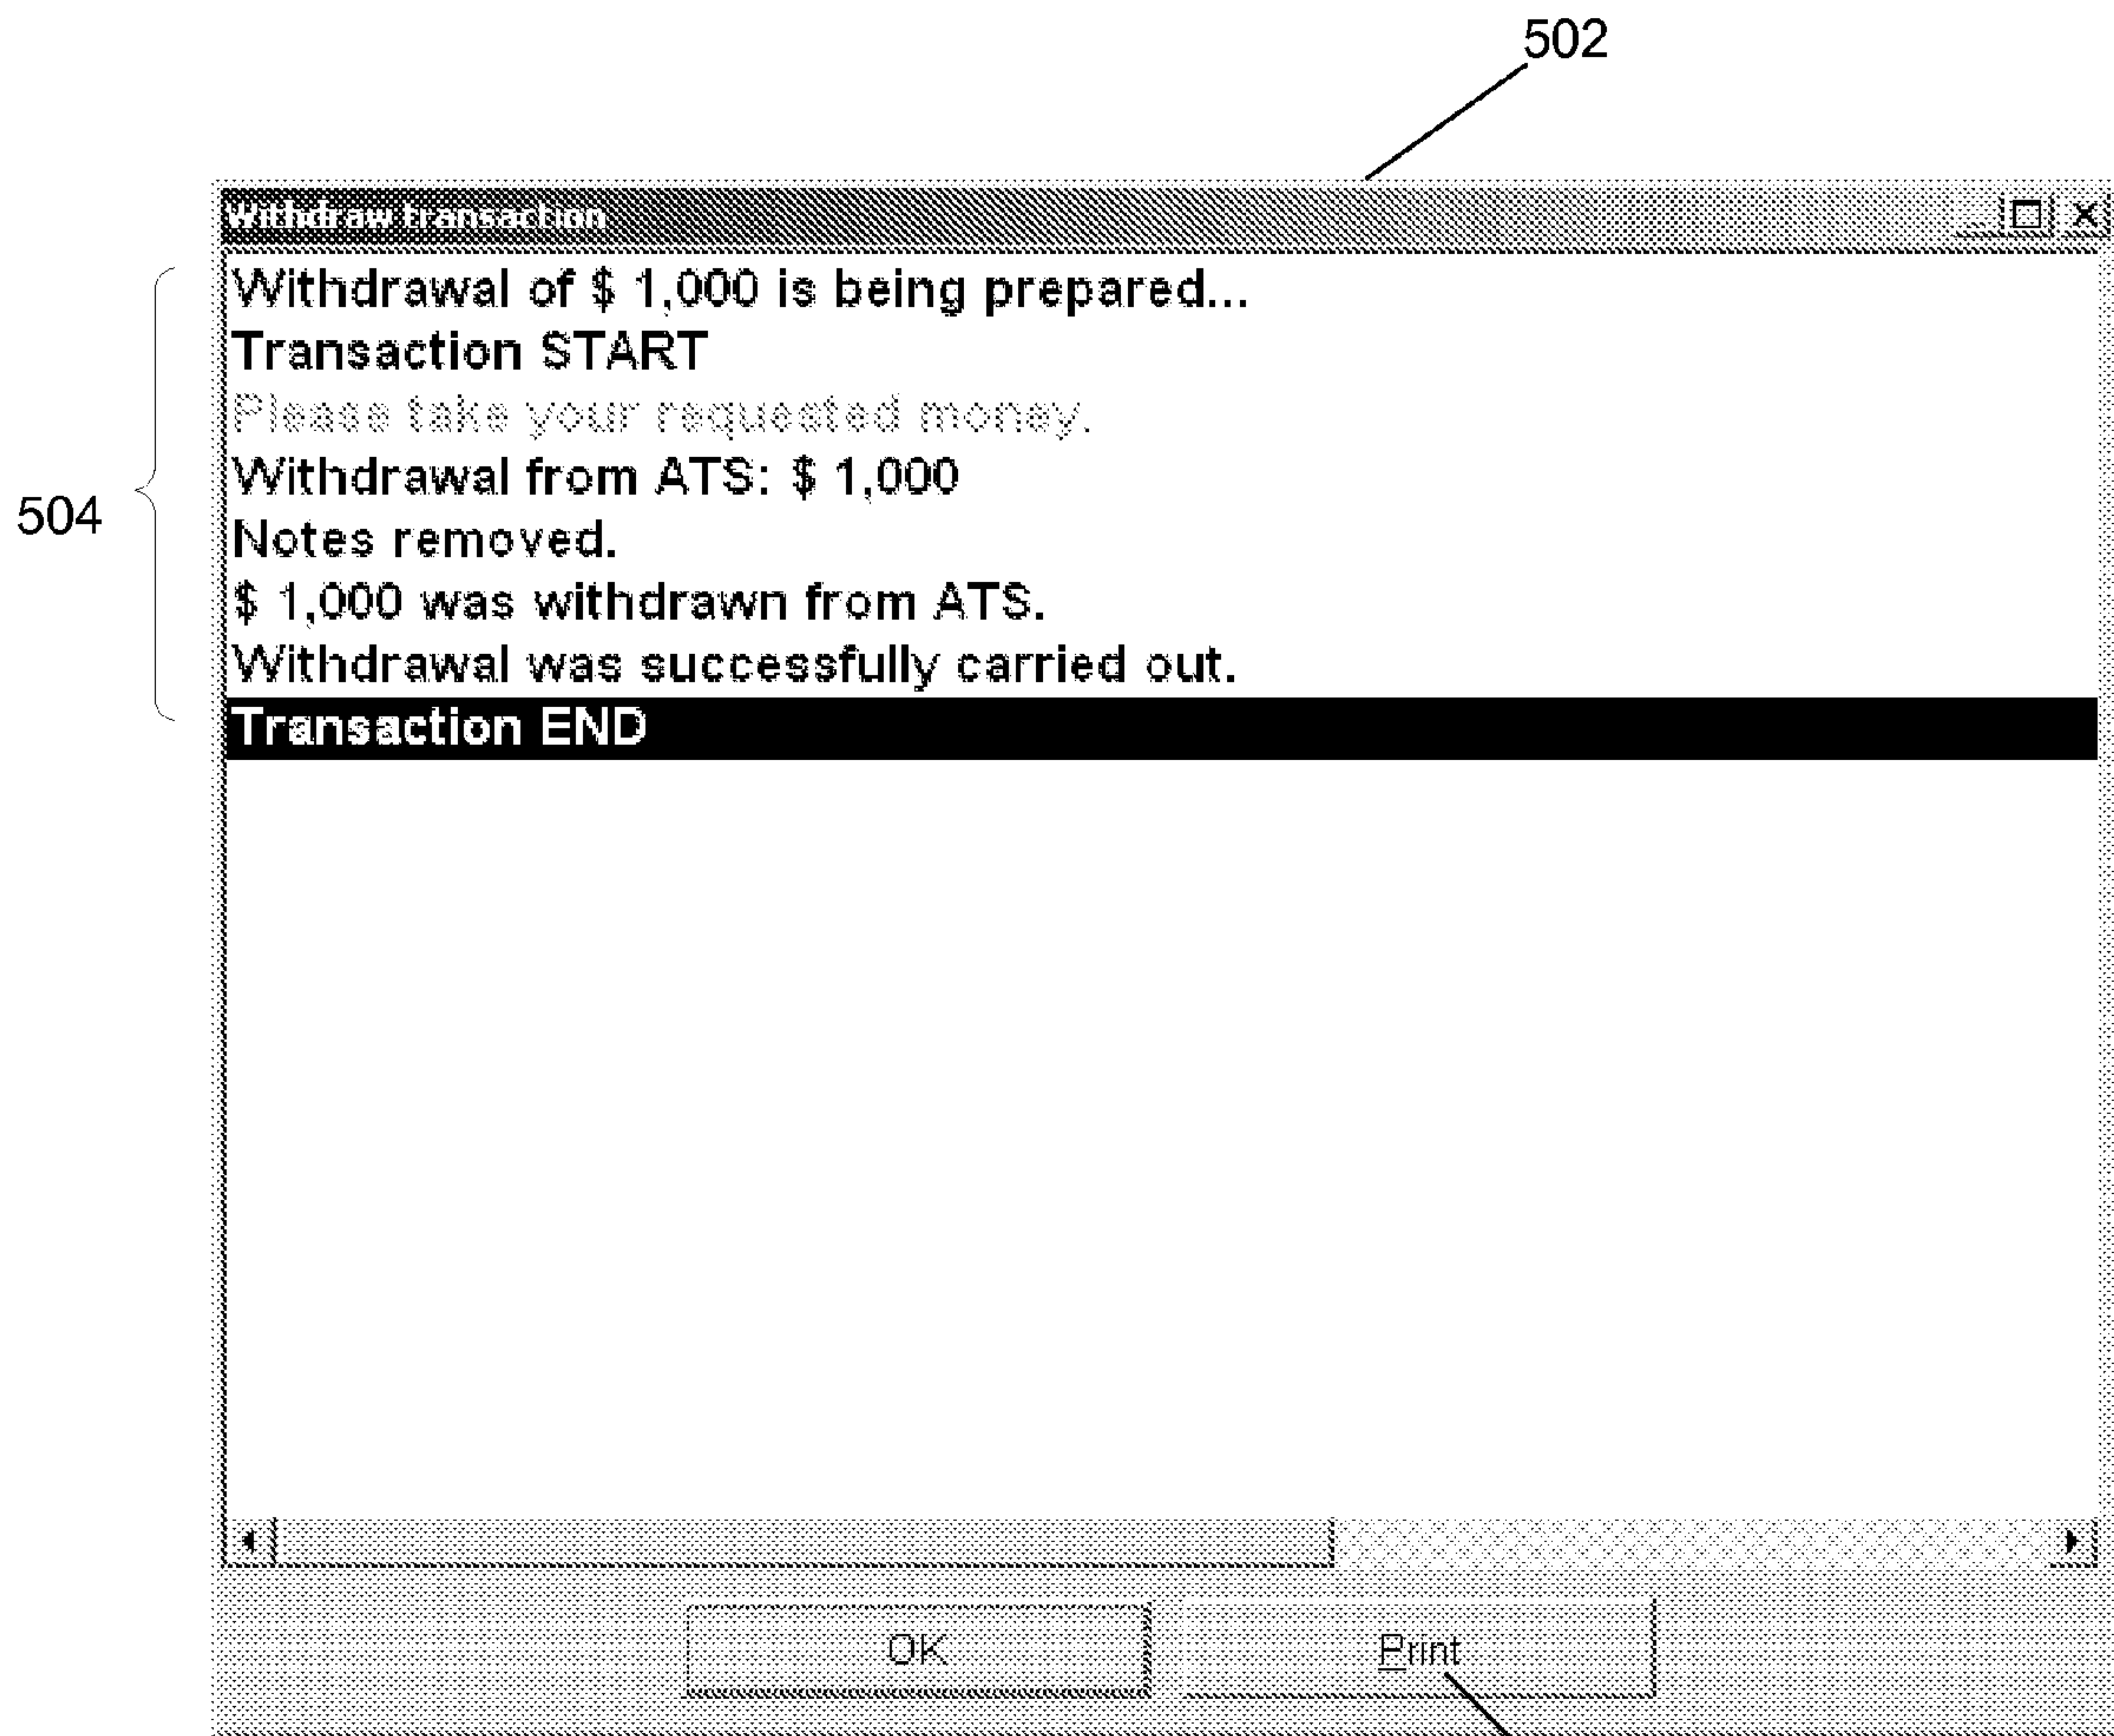 502
Withdraw transaction
Withdrawal of $ 1,000 is being prepared...
Transaction START
Please take your requested money.
Withdrawal from ATS: $ 1,000
504
Notes removed.
$ 1,000 was withdrawn from ATS.
Withdrawal was successfully carried out.
Transaction END
OK
Print